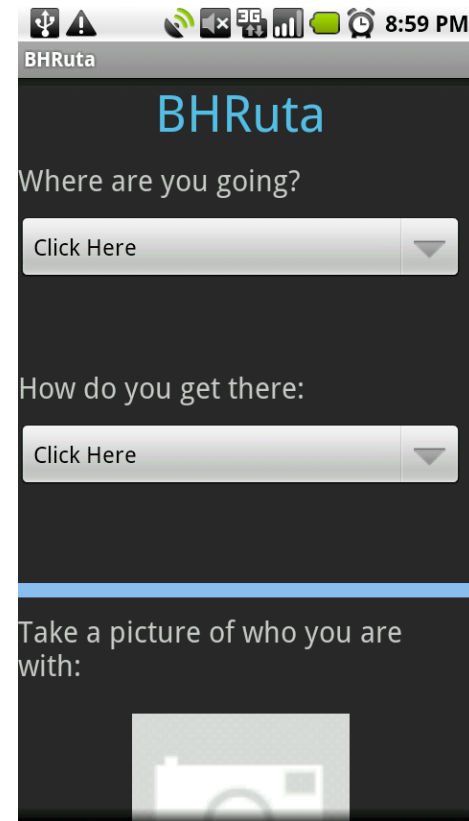 3G
8:59 PM
BHRuta
BHRuta
Where are you going?
Click Here
How do you get there:
Click Here
Take a picture of who you are
with: